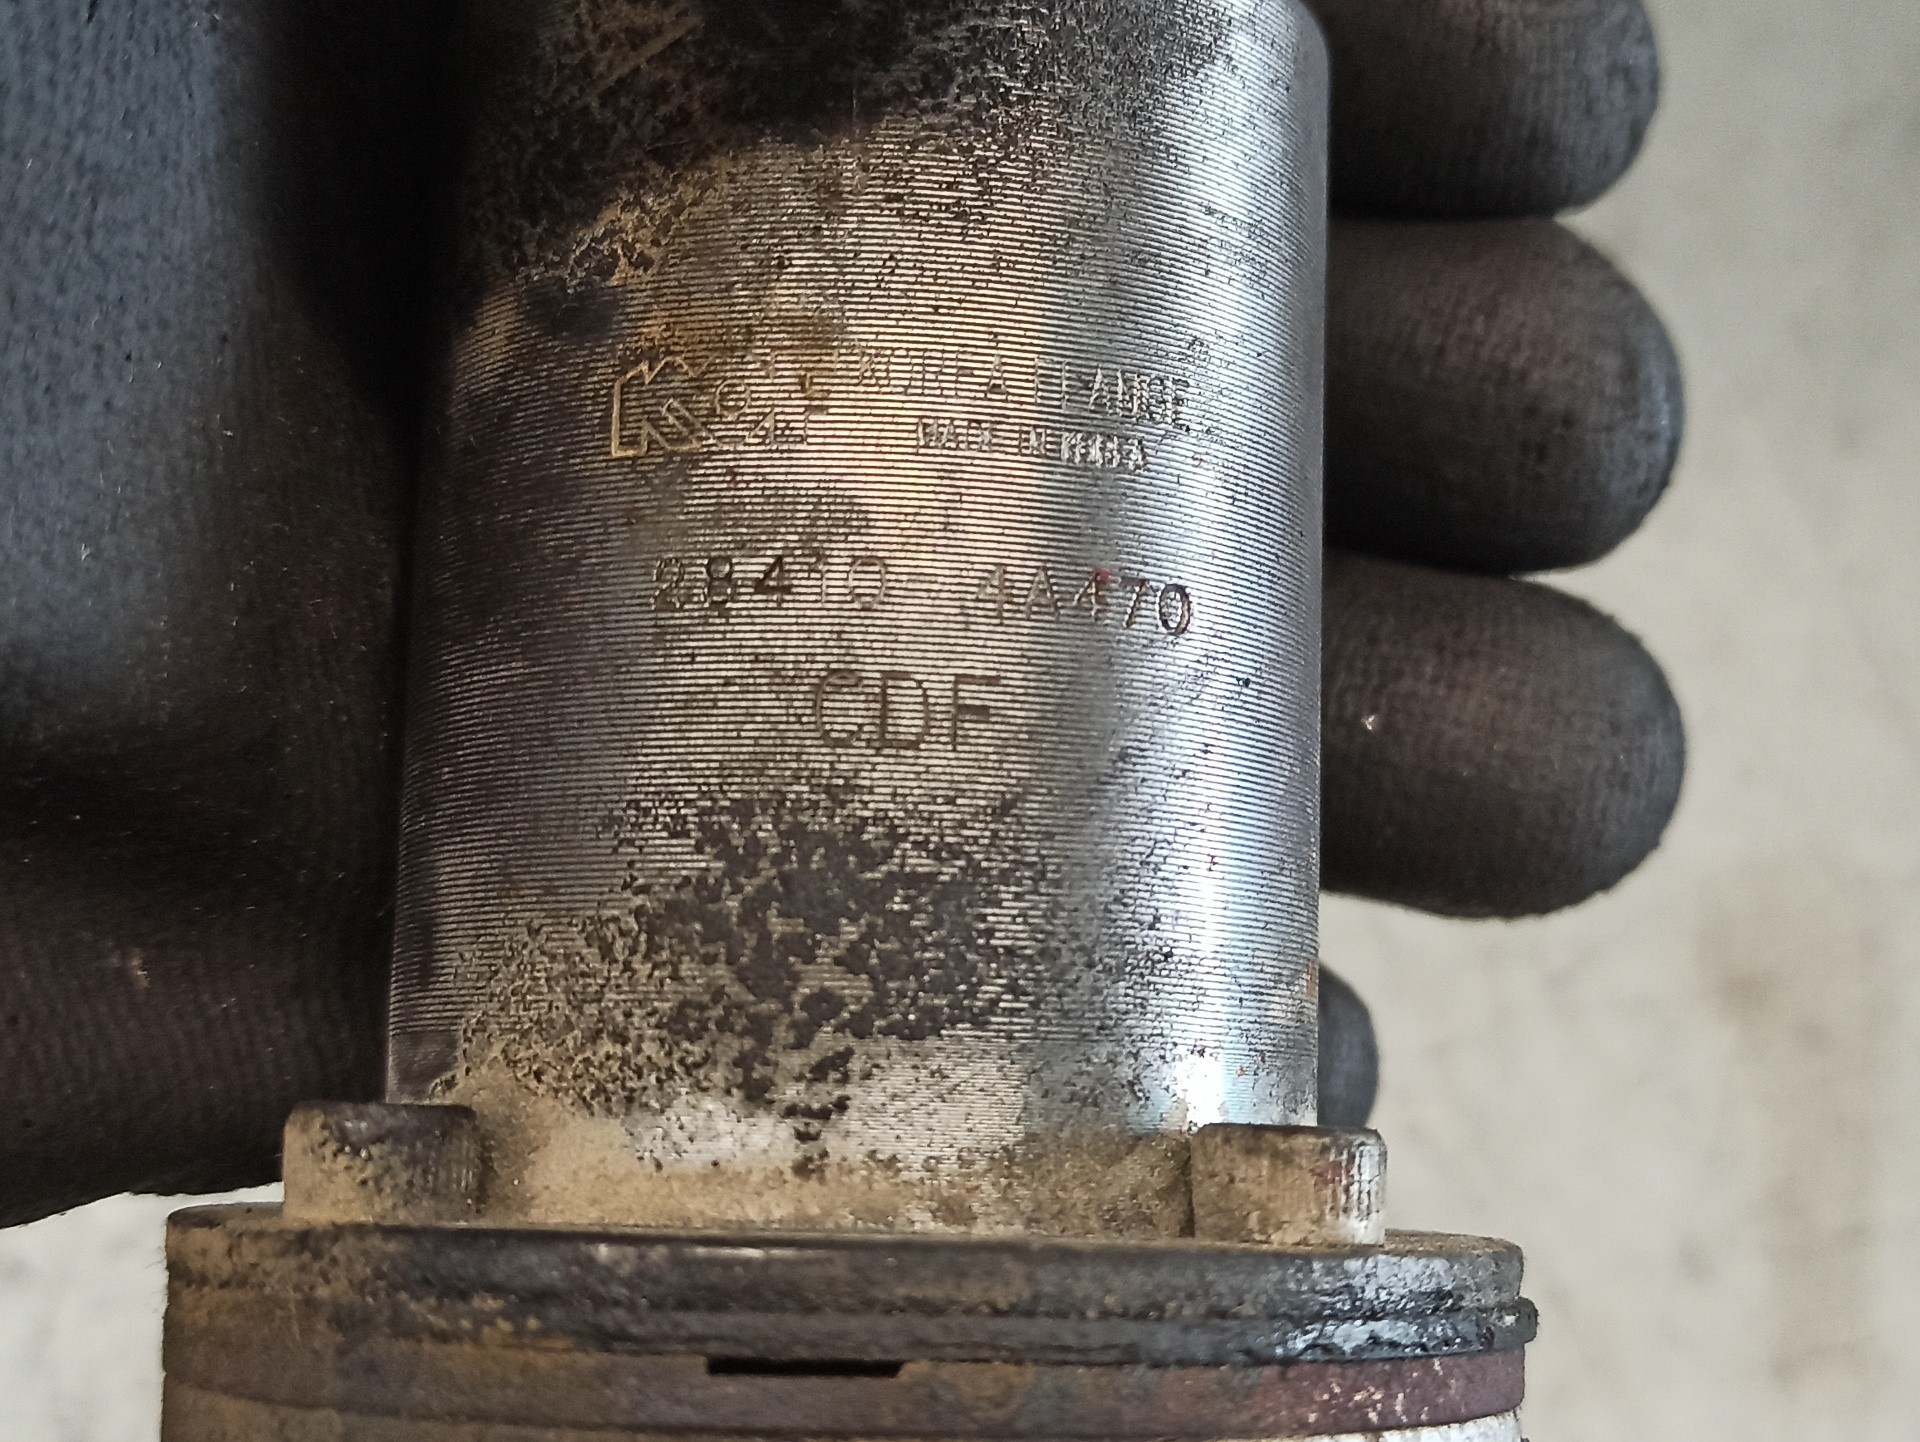 KOREA FLANGE
MADE IN KOREA
28410 - 4A470
CDF